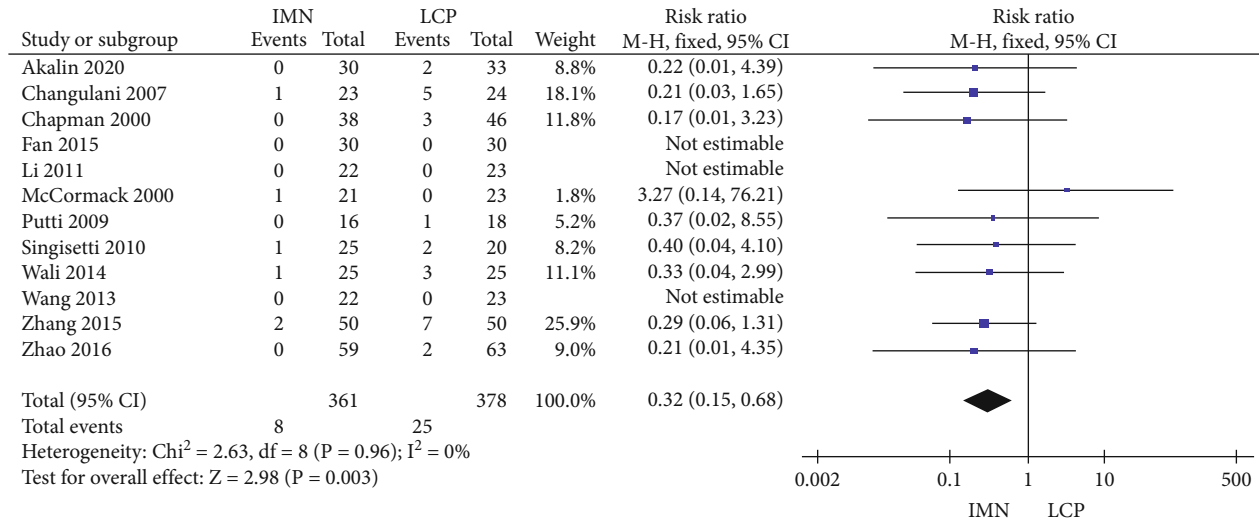 IMN LCP Risk ratio Risk ratio
Study or subgroup Events Total Events Total Weight M-H, fixed, 95% CI M-H, fixed, 95% CI
Akalin 2020 0 30 2 33 8.8% 0.22 (0.01, 4.39)
Changulani 2007 1 23 5 24 18.1% 0.21 (0.03, 1.65)
Chapman 2000 0 38 3 46 11.8% 0.17 (0.01, 3.23)
Fan 2015 0 30 0 30 Not estimable
Li 2011 0 22 0 23 Not estimable
McCormack 2000 1 21 0 23 1.8% 3.27 (0.14, 76.21)
Putti 2009 0 16 1 18 5.2% 0.37 (0.02, 8.55)
Singisetti 2010 1 25 2 20 8.2% 0.40 (0.04, 4.10)
Wali 2014 1 25 3 25 11.1% 0.33 (0.04, 2.99)
Wang 2013 0 22 0 23 Not estimable
Zhang 2015 2 50 7 50 25.9% 0.29 (0.06, 1.31)
Zhao 2016 0 59 2 63 9.0% 0.21 (0.01, 4.35)
Total (95% CI) 361 378 100.0% 0.32 (0.15, 0.68)
Total events 8 25
Heterogeneity: Chi² = 2.63, df = 8 (P = 0.96); I² = 0%
Test for overall effect: Z = 2.98 (P = 0.003)
0.002 0.1 1 10 500
IMN LCP